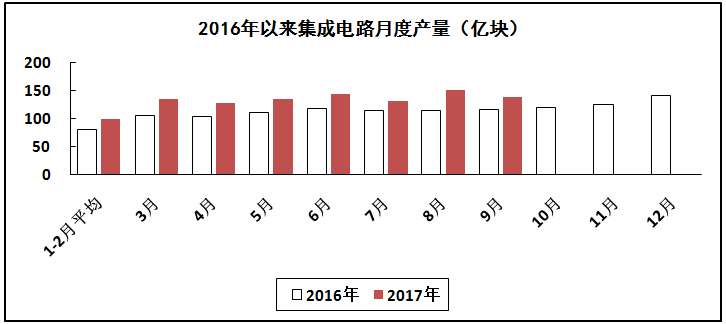 2016年以来集成电路月度产量（亿块）
200
150
100
50
0
1-2月平均
3月
4月
5月
6月
7月
8月
9月
10月
11月
12月
2016年 2017年